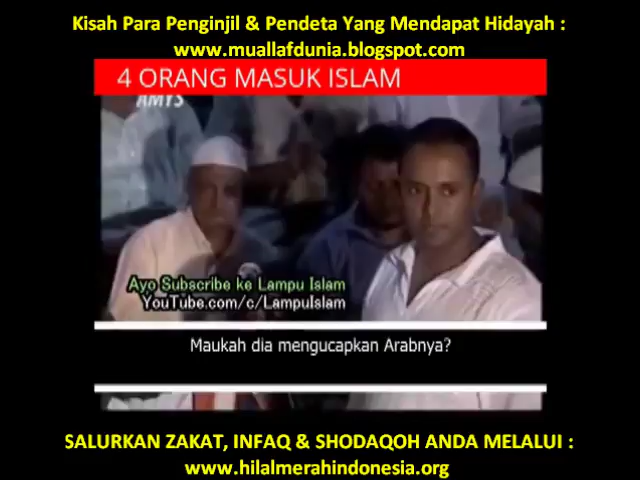 Kisah Para Penginjil & Pendeta Yang Mendapat Hidayah :
www.muallafdunia.blogspot.com
4 ORANG MASUK ISLAM
AMYS
Ayo Subscribe ke Lampu Islam
YouTube.com/c/LampuIslam
Maukah dia mengucapkan Arabnya?
SALURKAN ZAKAT, INFAQ & SHODAQOH ANDA MELALUI :
www.hilalmerahindonesia.org